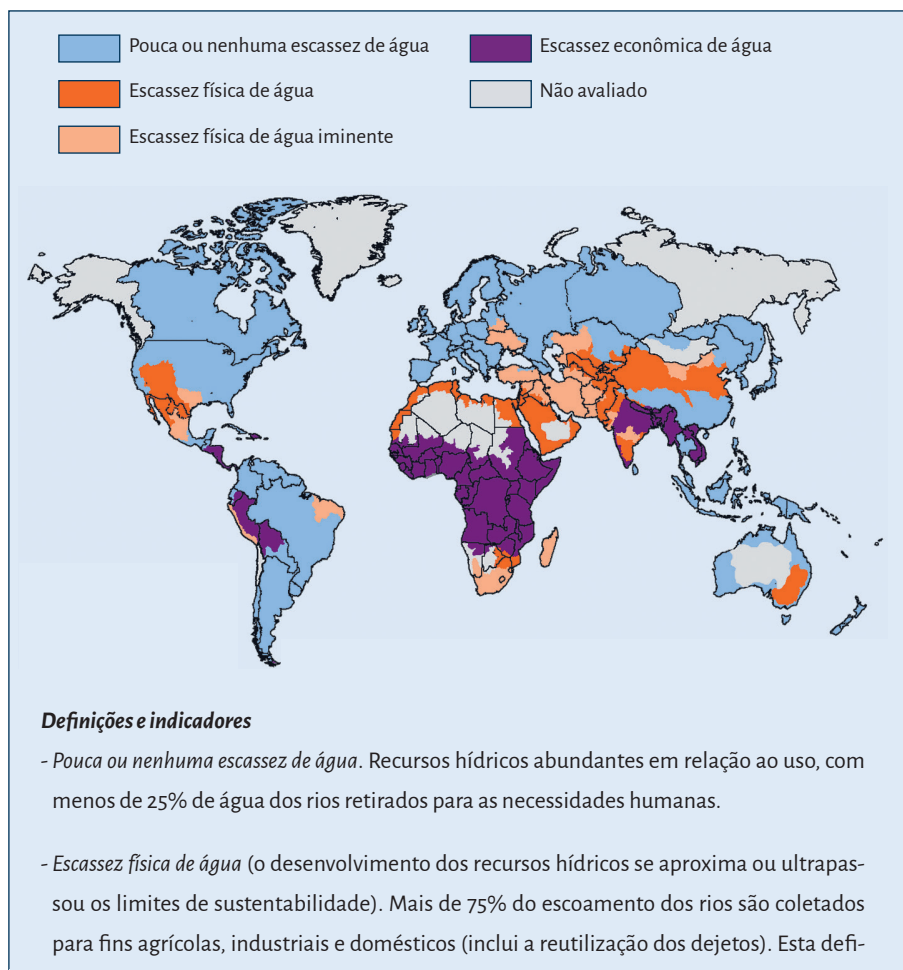 Pouca ou nenhuma escassez de água
Escassez econômica de água
Escassez física de água
Não avaliado
Escassez física de água iminente
Definições e indicadores
- Pouca ou nenhuma escassez de água. Recursos hídricos abundantes em relação ao uso, com
menos de 25% de água dos rios retirados para as necessidades humanas.
- Escassez física de água (o desenvolvimento dos recursos hídricos se aproxima ou ultrapas-
sou os limites de sustentabilidade). Mais de 75% do escoamento dos rios são coletados
para fins agrícolas, industriais e domésticos (inclui a reutilização dos dejetos). Esta defi-